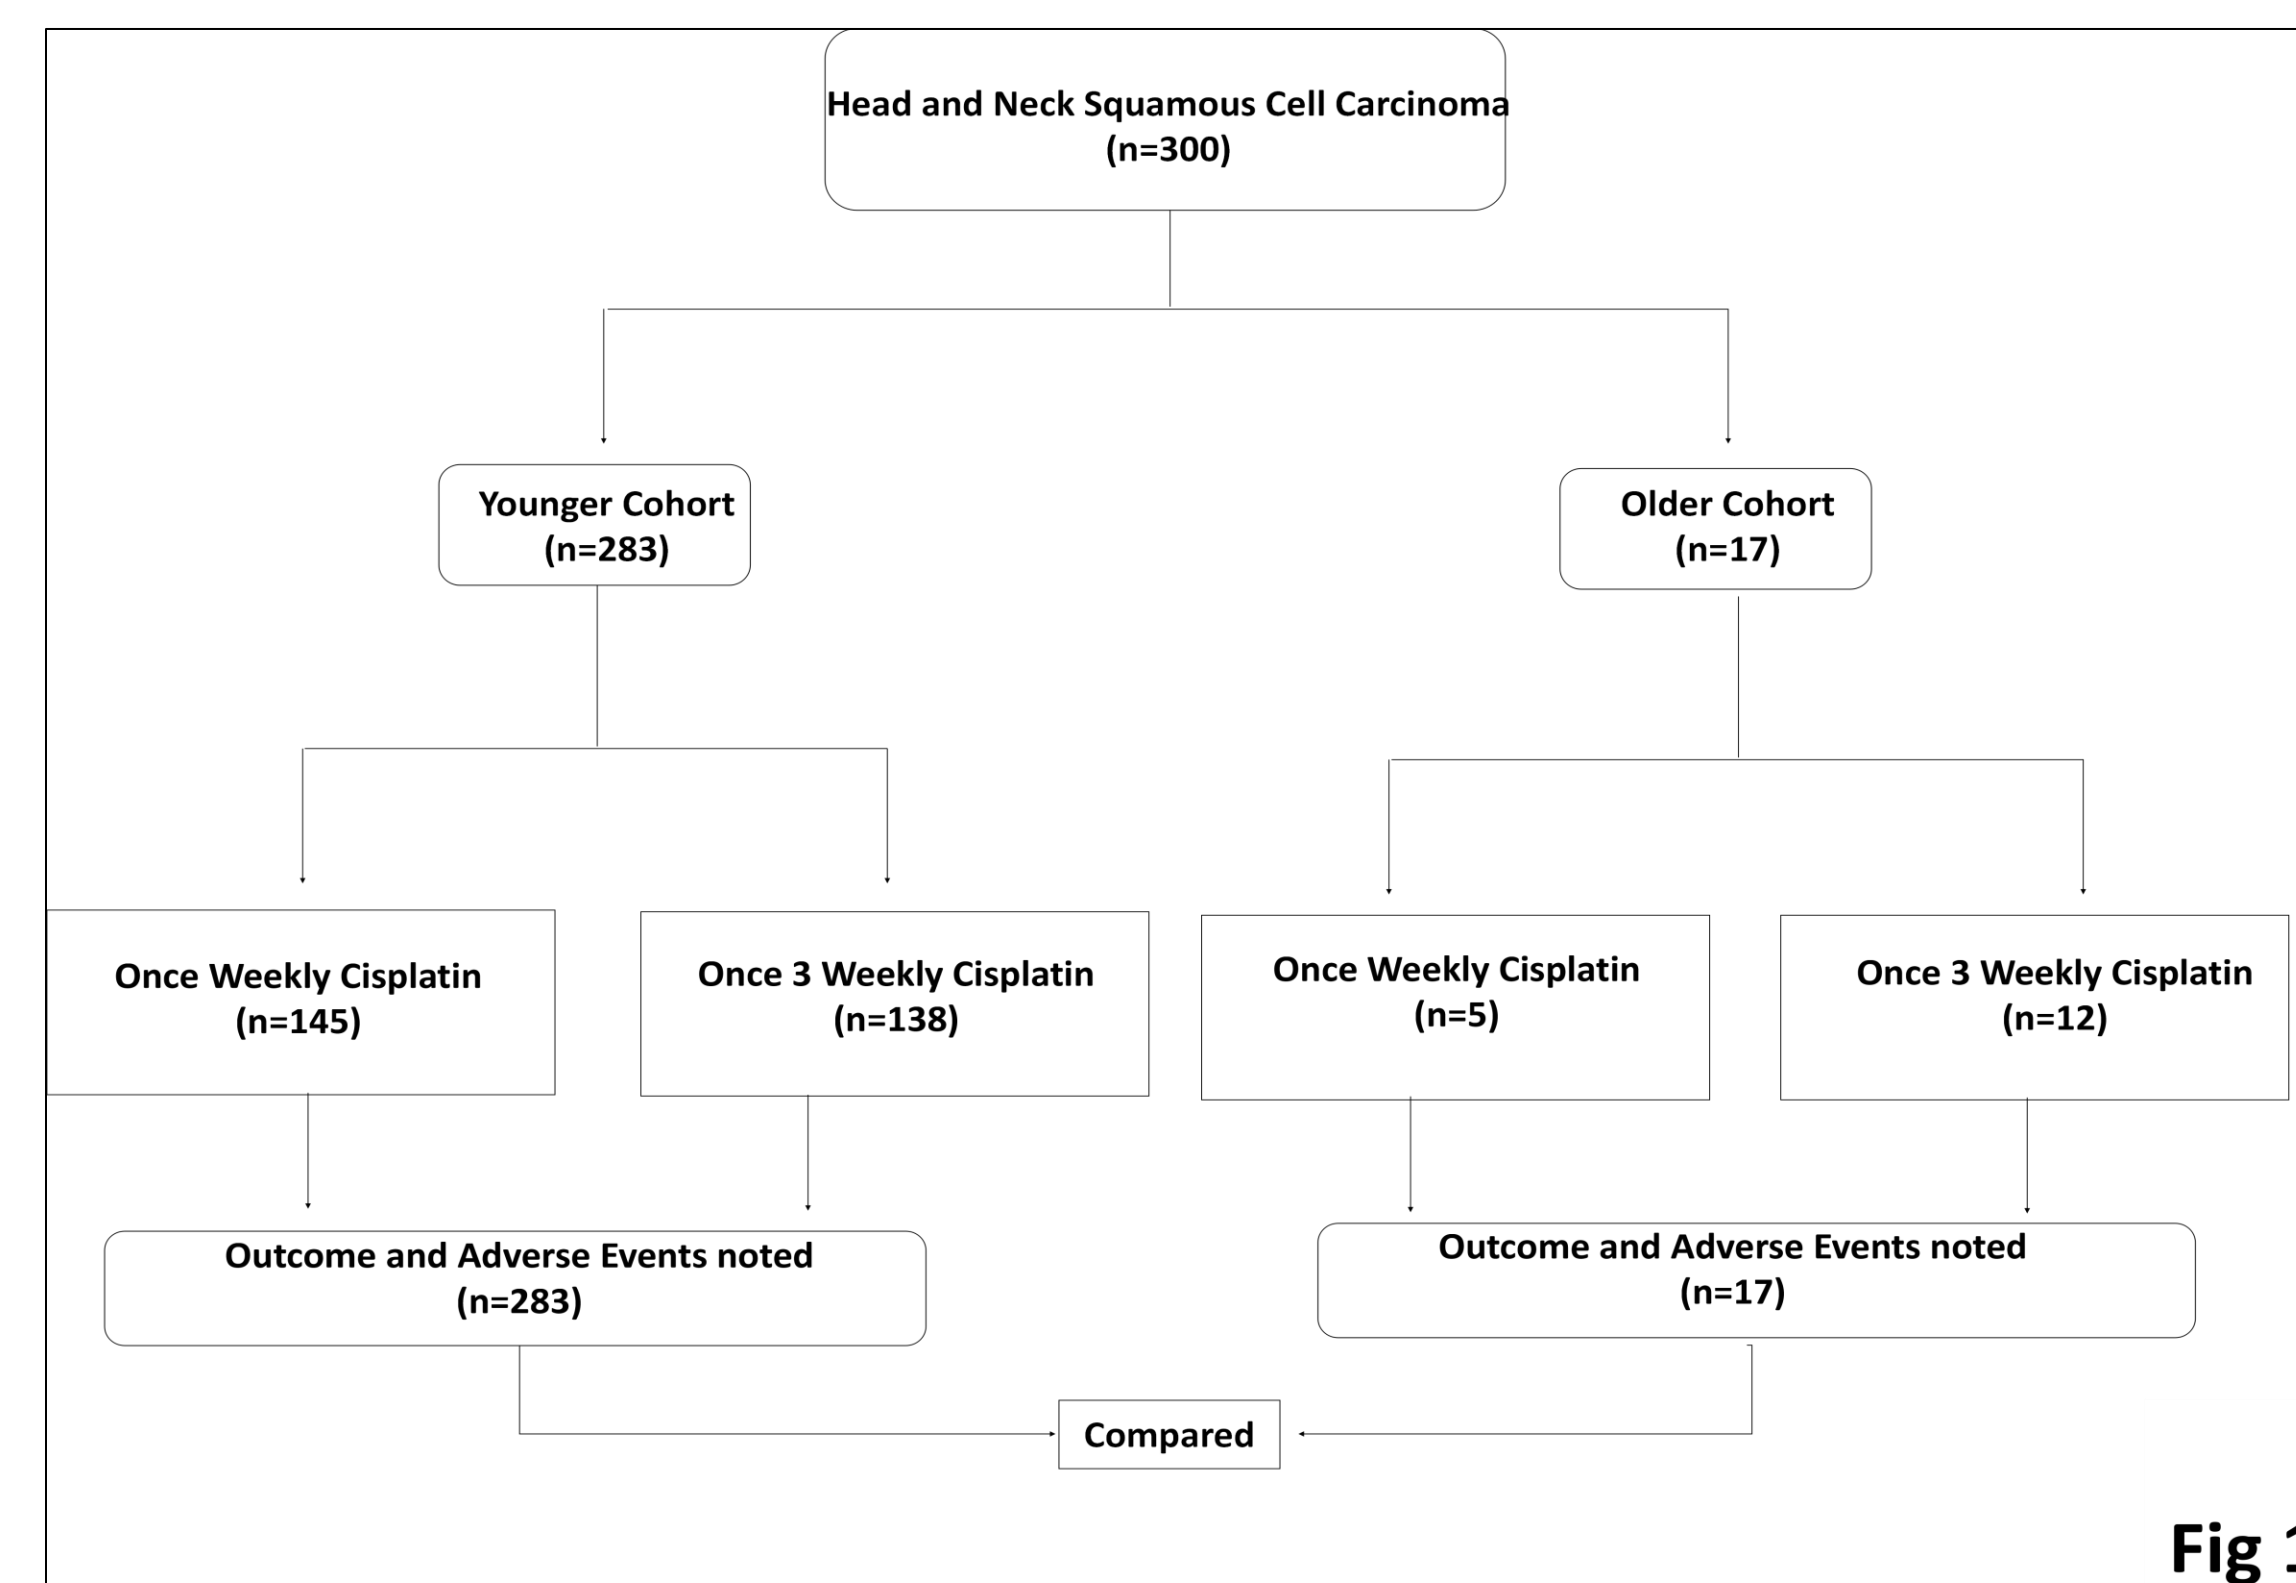 Head and Neck Squamous Cell Carcinoma
(n=300)
Younger Cohort
(n=283)
Older Cohort
(n=17)
Once Weekly Cisplatin
(n=145)
Once 3 Weekly Cisplatin
(n=138)
Once Weekly Cisplatin
(n=5)
Once 3 Weekly Cisplatin
(n=12)
Outcome and Adverse Events noted
(n=283)
Outcome and Adverse Events noted
(n=17)
Compared
Fig 1